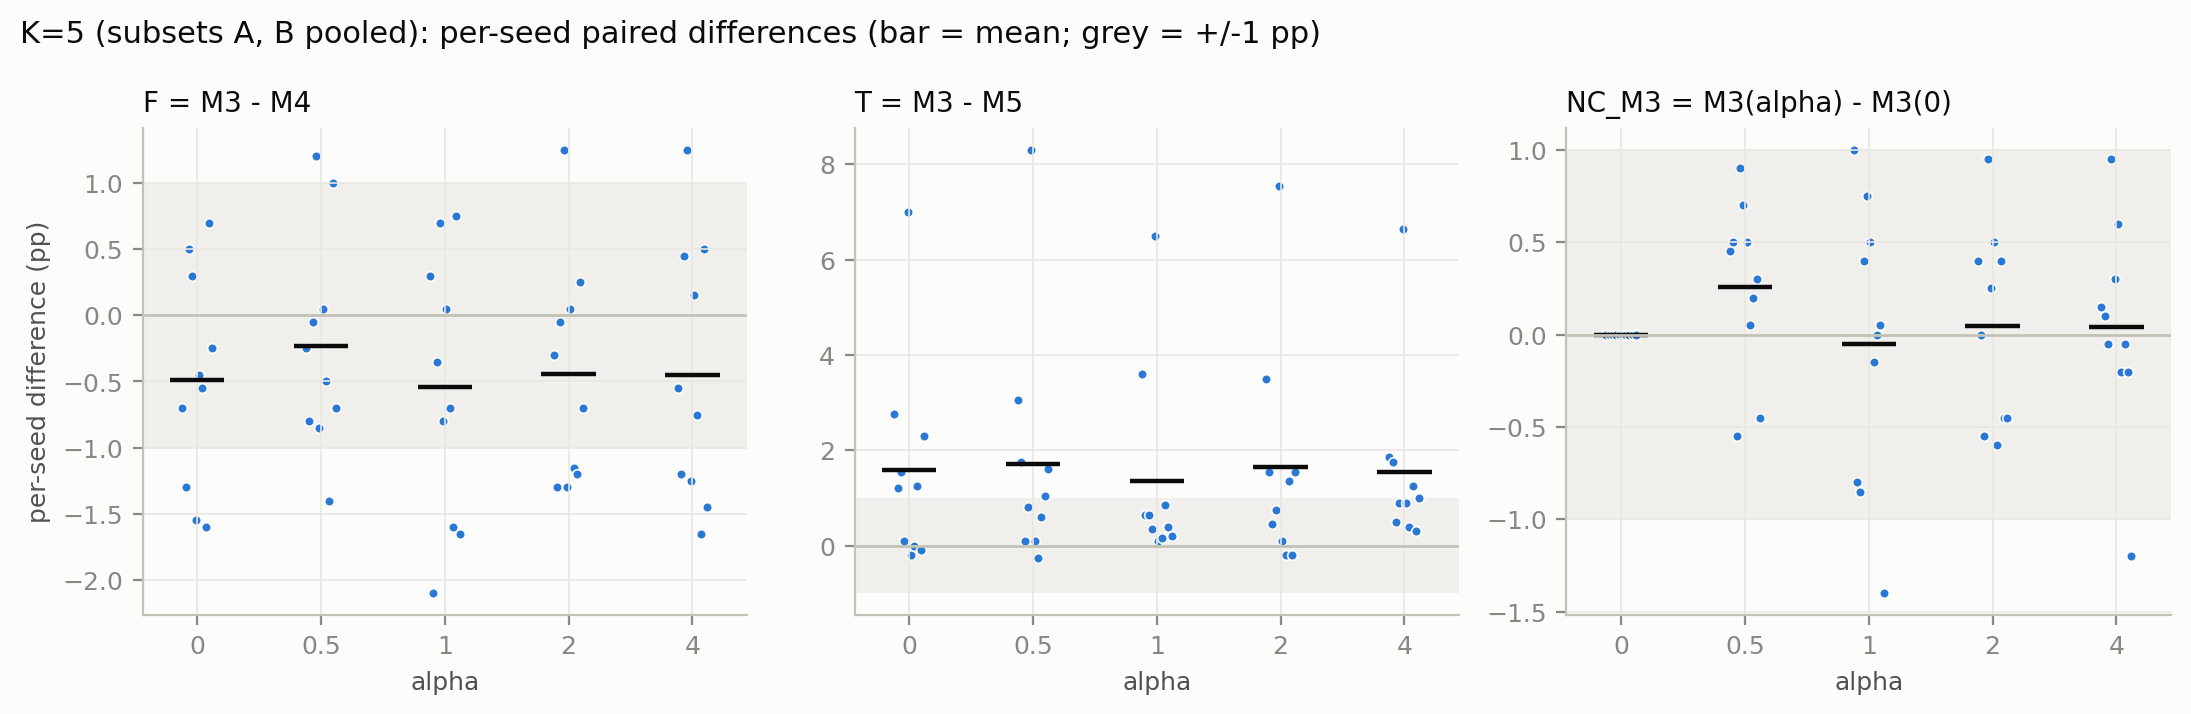 K=5 (subsets A, B pooled): per-seed paired differences (bar = mean; grey = +/-1 pp)
F = M3 - M4
per-seed difference (pp)
1.0
0.5
0.0
−0.5
−1.0
−1.5
−2.0
0 0.5 1 2 4
alpha
T = M3 - M5
8
6
4
2
0
0 0.5 1 2 4
alpha
NC_M3 = M3(alpha) - M3(0)
1.0
0.5
0.0
−0.5
−1.0
−1.5
0 0.5 1 2 4
alpha